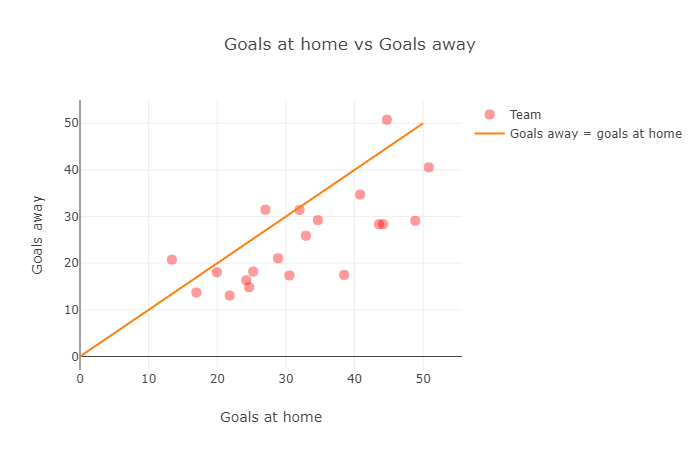 Goals at home vs Goals away
Team
Goals away = goals at home
Goals away
50
40
30
20
10
0
0 10 20 30 40 50
Goals at home